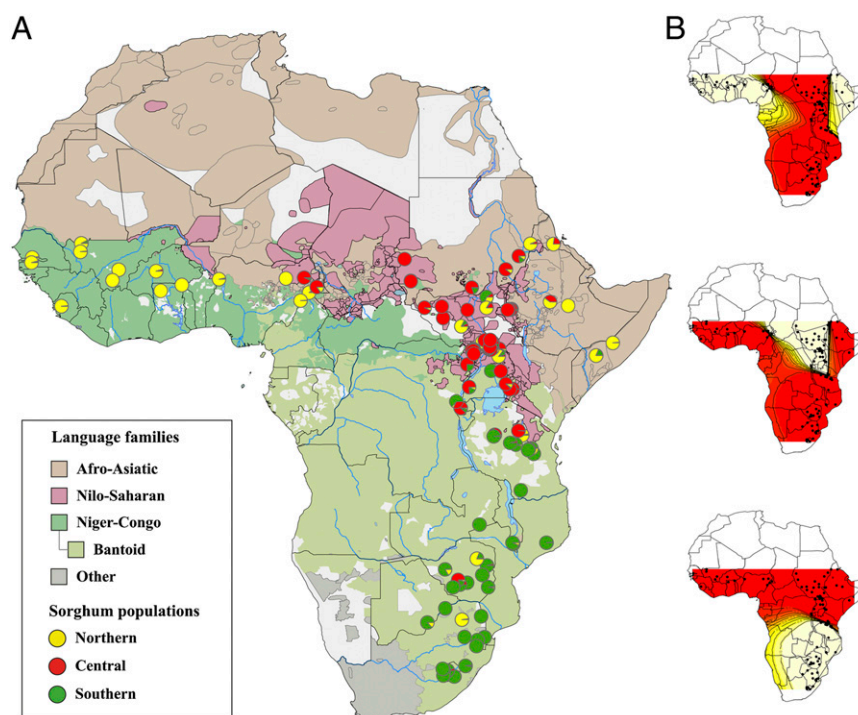 A
B
Language families
Afro-Asiatic
Nilo-Saharan
Niger-Congo
Bantoid
Other
Sorghum populations
Northern
Central
Southern